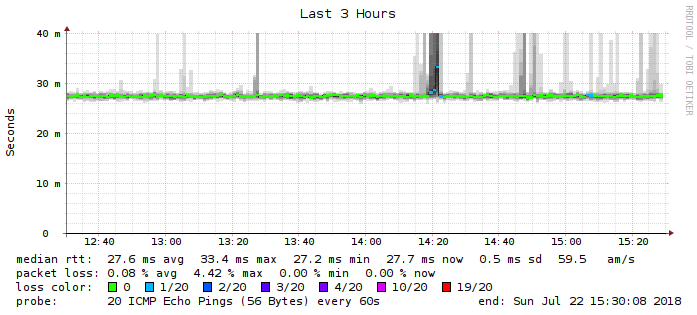 Last 3 Hours
RRDTOOL / TOBI OETIKER
Seconds
40 m
30 m
20 m
10 m
0
12:40 13:00 13:20 13:40 14:00 14:20 14:40 15:00 15:20
median rtt: 27.6 ms avg 33.4 ms max 27.2 ms min 27.7 ms now 0.5 ms sd 59.5 am/s
packet loss: 0.08 % avg 4.42 % max 0.00 % min 0.00 % now
loss color: 0 1/20 2/20 3/20 4/20 10/20 19/20
probe: 20 ICMP Echo Pings (56 Bytes) every 60s end: Sun Jul 22 15:30:08 2018